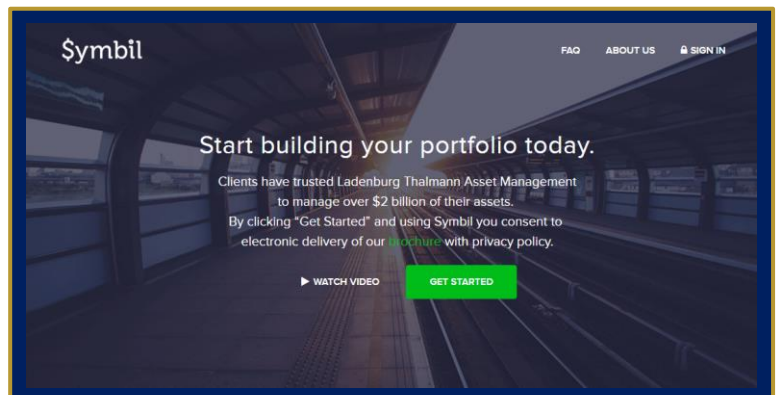 $ymbil
FAQ ABOUT US SIGN IN
Start building your portfolio today.
Clients have trusted Ladenburg Thalmann Asset Management
to manage over $2 billion of their assets.
By clicking “Get Started” and using Symbil you consent to
electronic delivery of our brochure with privacy policy.
WATCH VIDEO GET STARTED